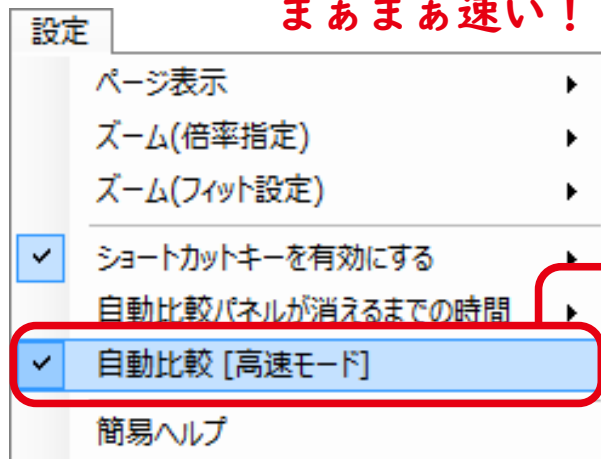 まぁまぁ速い!
設定
ページ表示
ズーム(倍率指定)
ズーム(フィット設定)
ショートカットキーを有効にする
自動比較パネルが消えるまでの時間
自動比較 [高速モード]
簡易ヘルプ